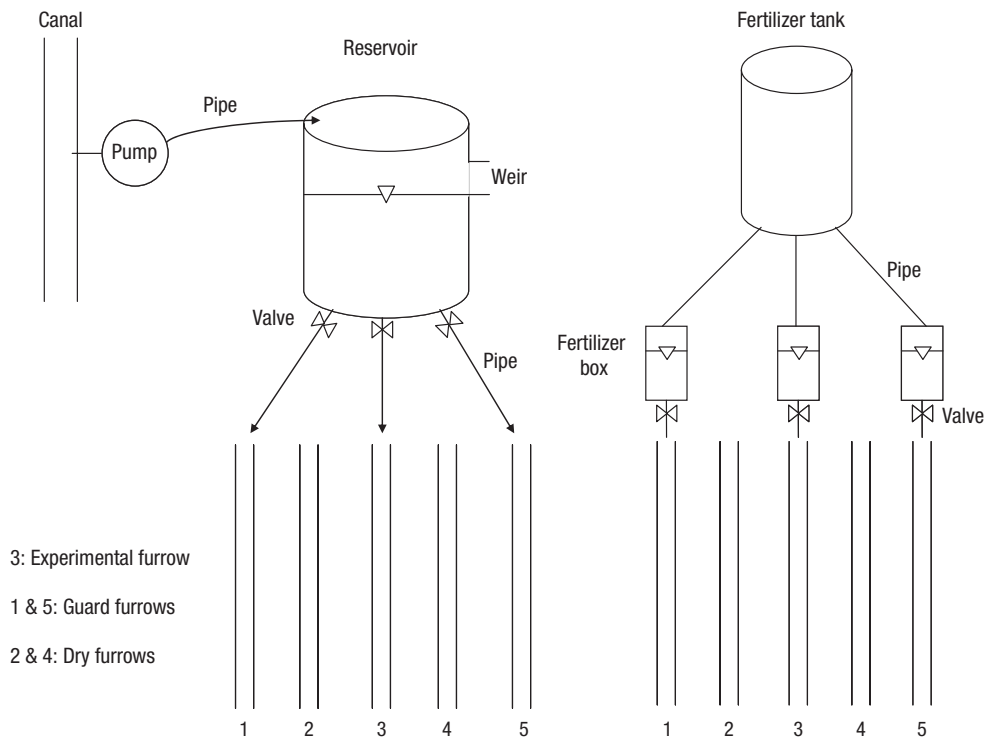 Canal
Reservoir
Fertilizer tank
Pipe
Pump
Weir
Pipe
Valve
Fertilizer
box
Pipe
Valve
3: Experimental furrow
1 & 5: Guard furrows
2 & 4: Dry furrows
1 2 3 4 5
1 2 3 4 5